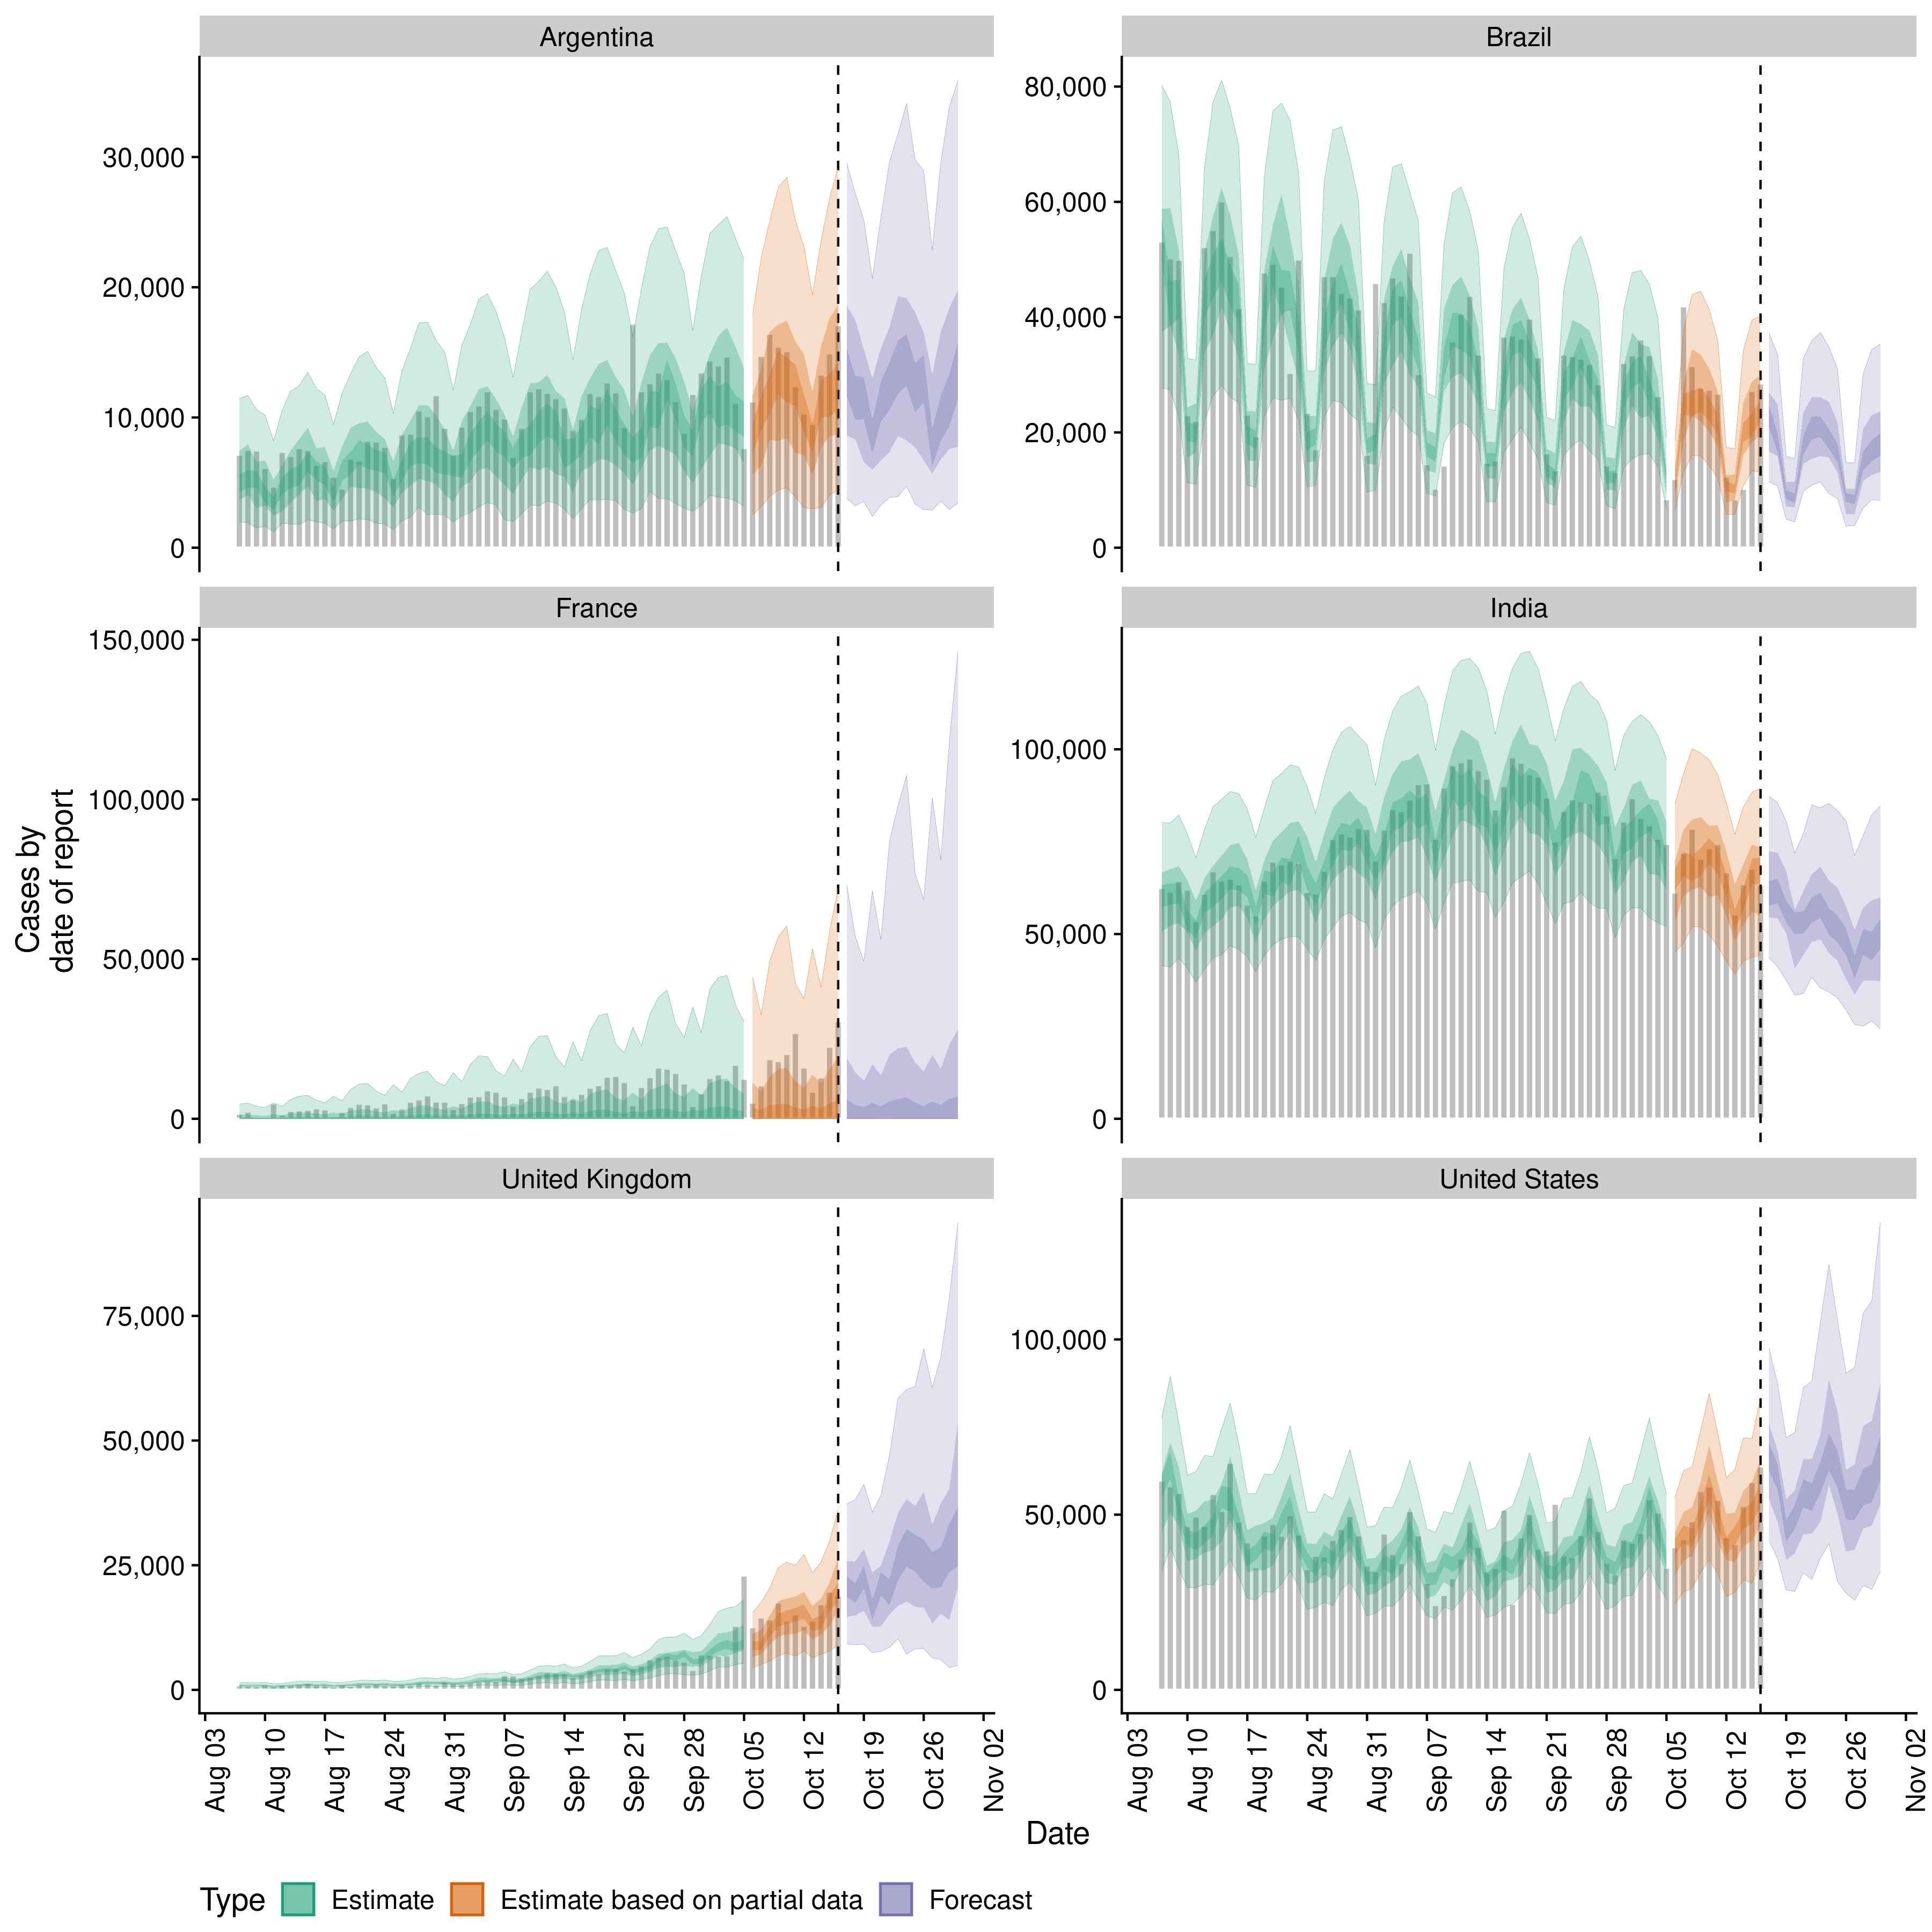 Argentina
Brazil
30,000
20,000
10,000
0
80,000
60,000
40,000
20,000
0
France
India
150,000
100,000
50,000
0
100,000
50,000
0
Cases by
date of report
United Kingdom
United States
75,000
50,000
25,000
0
100,000
50,000
0
Aug 03
Aug 10
Aug 17
Aug 24
Aug 31
Sep 07
Sep 14
Sep 21
Sep 28
Oct 05
Oct 12
Oct 19
Oct 26
Nov 02
Aug 03
Aug 10
Aug 17
Aug 24
Aug 31
Sep 07
Sep 14
Sep 21
Sep 28
Oct 05
Oct 12
Oct 19
Oct 26
Nov 02
Date
Type Estimate Estimate based on partial data Forecast